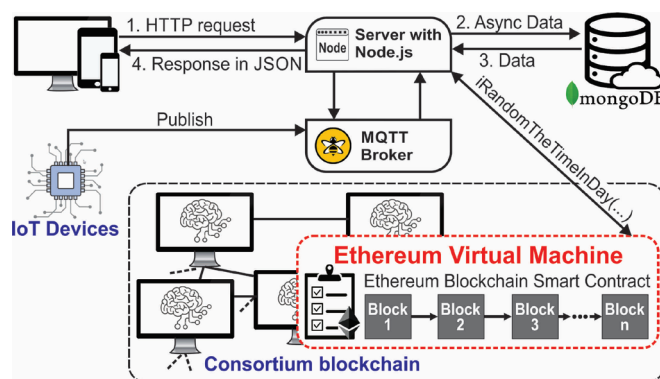 1. HTTP request
4. Response in JSON
Node
Server with
Node.js
2. Async Data
3. Data
mongoDB
iRandomTheTimeInDay(...)
Publish
MQTT
Broker
IoT Devices
Ethereum Virtual Machine
Ethereum Blockchain Smart Contract
Block
1
Block
2
Block
3
Block
n
Consortium blockchain